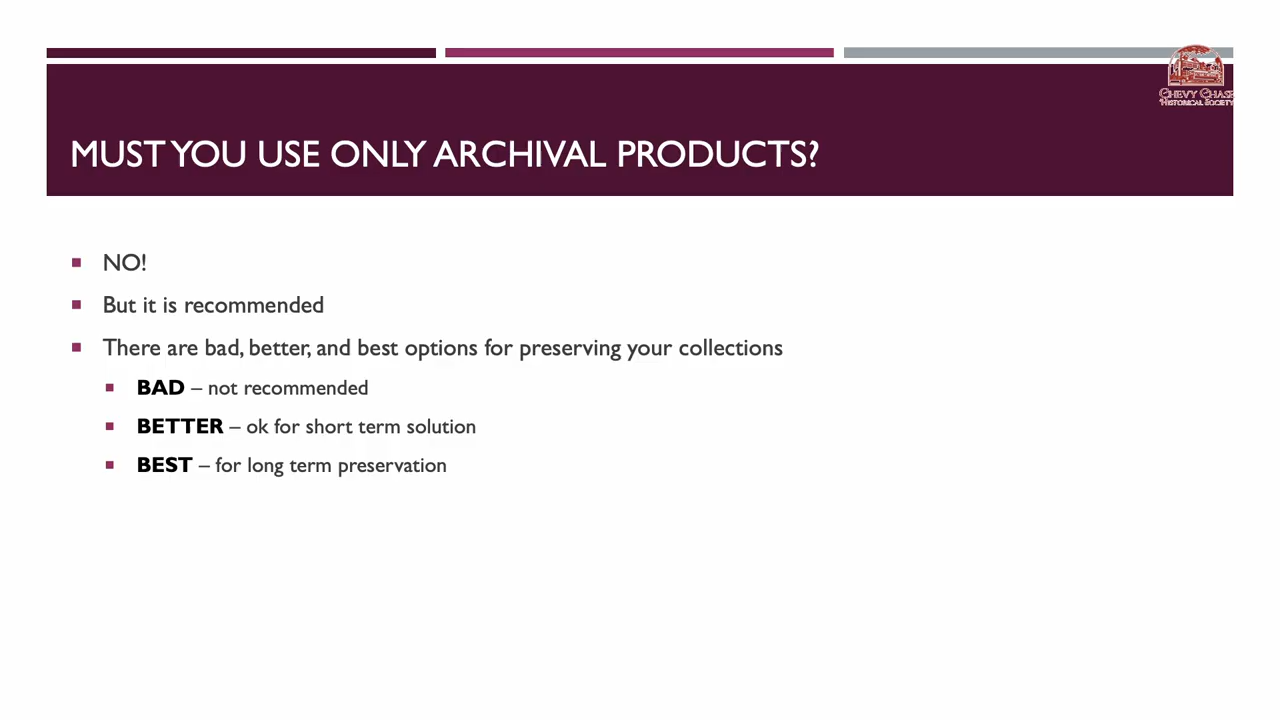 CHEVY CHASE
HISTORICAL SOCIETY
MUST YOU USE ONLY ARCHIVAL PRODUCTS?
NO!
But it is recommended
There are bad, better, and best options for preserving your collections
BAD – not recommended
BETTER – ok for short term solution
BEST – for long term preservation